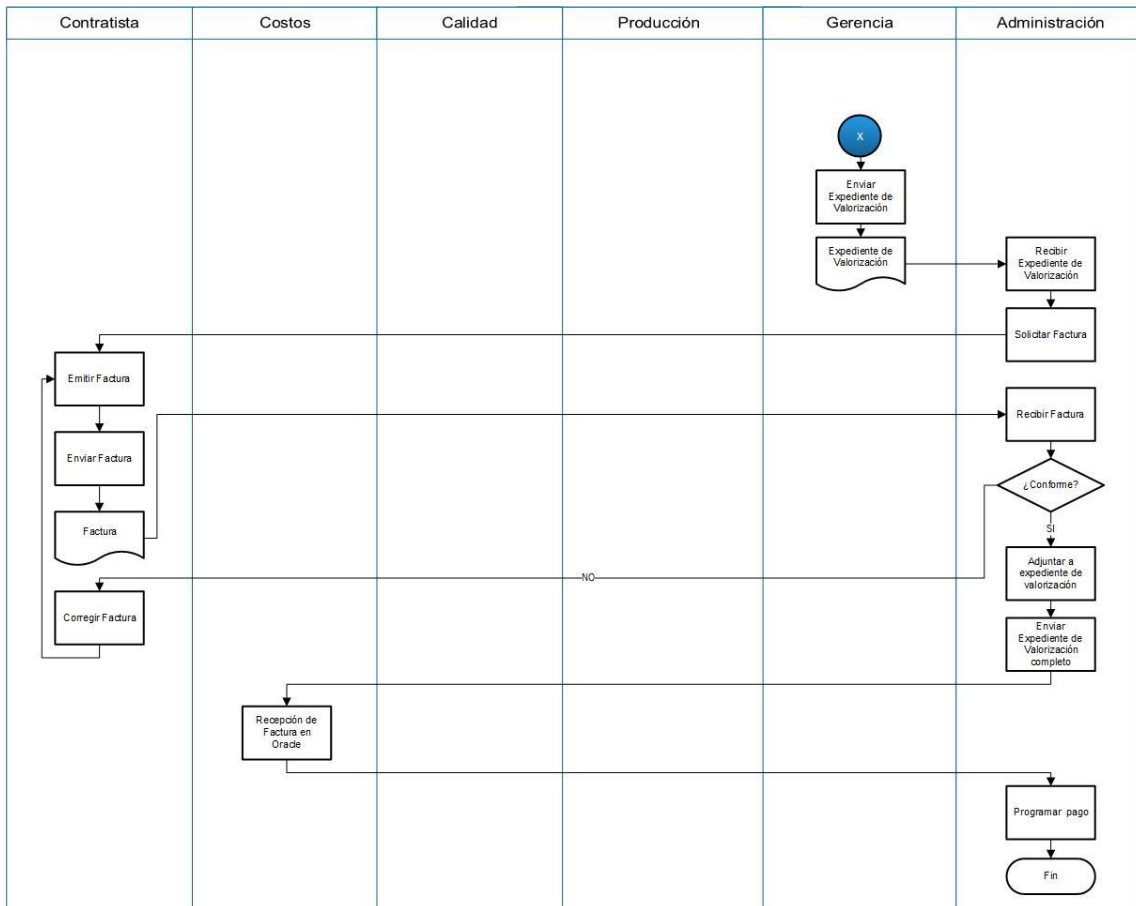 Contratista
Costos
Calidad
Producción
Gerencia
Administración
X
Enviar
Expediente de
Valorización
Expediente de
Valorización
Recibir
Expediente de
Valorización
Solicitar Factura
Emitir Factura
Recibir Factura
Enviar Factura
¿Conforme?
SI
Factura
Adjuntar a
expediente de
valorización
NO
Corregir Factura
Enviar
Expediente de
Valorización
completo
Recepción de
Factura en
Oracle
Programar pago
Fin